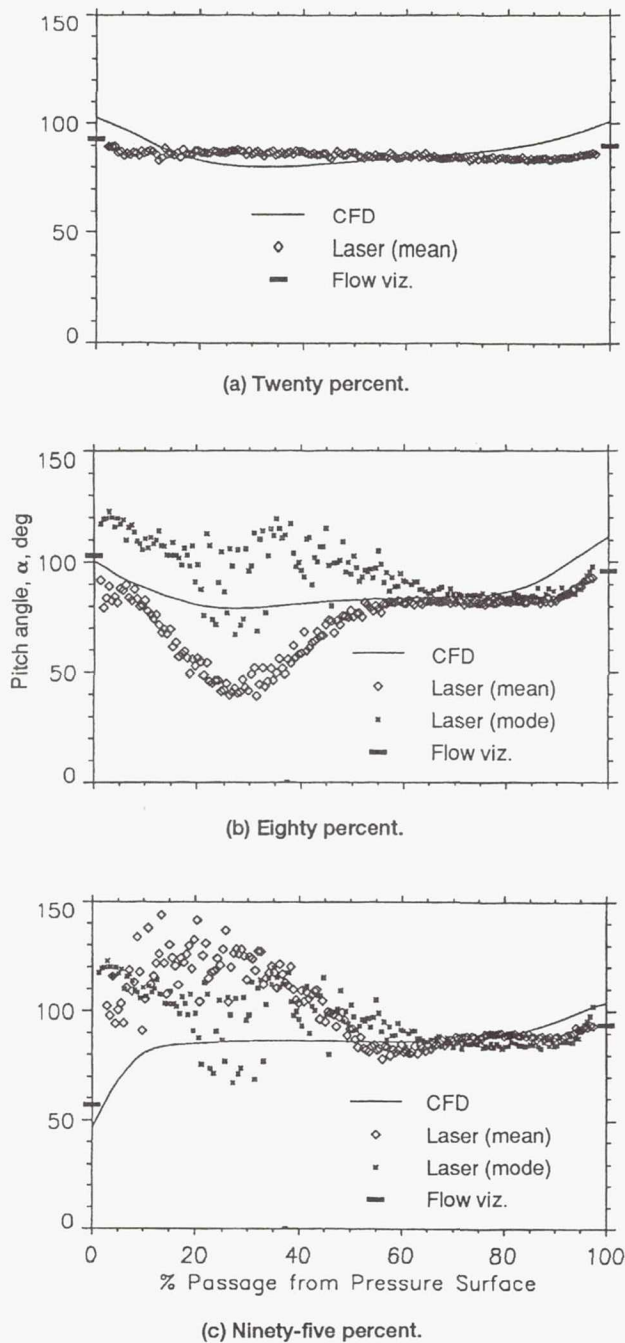 150
100
50
0
CFD
Laser (mean)
Flow viz.
(a) Twenty percent.
150
100
50
0
Pitch angle, α, deg
CFD
Laser (mean)
Laser (mode)
Flow viz.
(b) Eighty percent.
150
100
50
0
CFD
Laser (mean)
Laser (mode)
Flow viz.
0 20 40 60 80 100
% Passage from Pressure Surface
(c) Ninety-five percent.